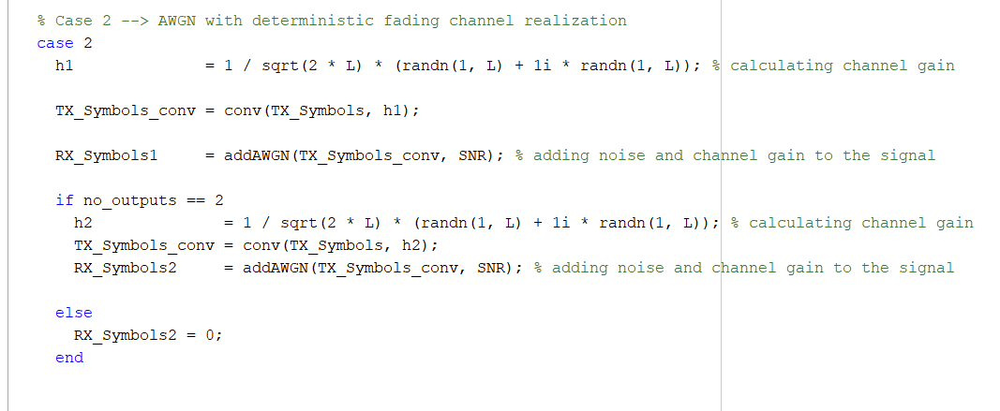 % Case 2 --> AWGN with deterministic fading channel realization
case 2
h1 = 1 / sqrt(2 * L) * (randn(1, L) + 1i * randn(1, L)); % calculating channel gain
TX_Symbols_conv = conv(TX_Symbols, h1);
RX_Symbols1 = addAWGN(TX_Symbols_conv, SNR); % adding noise and channel gain to the signal
if no_outputs == 2
h2 = 1 / sqrt(2 * L) * (randn(1, L) + 1i * randn(1, L)); % calculating channel gain
TX_Symbols_conv = conv(TX_Symbols, h2);
RX_Symbols2 = addAWGN(TX_Symbols_conv, SNR); % adding noise and channel gain to the signal
else
RX_Symbols2 = 0;
end